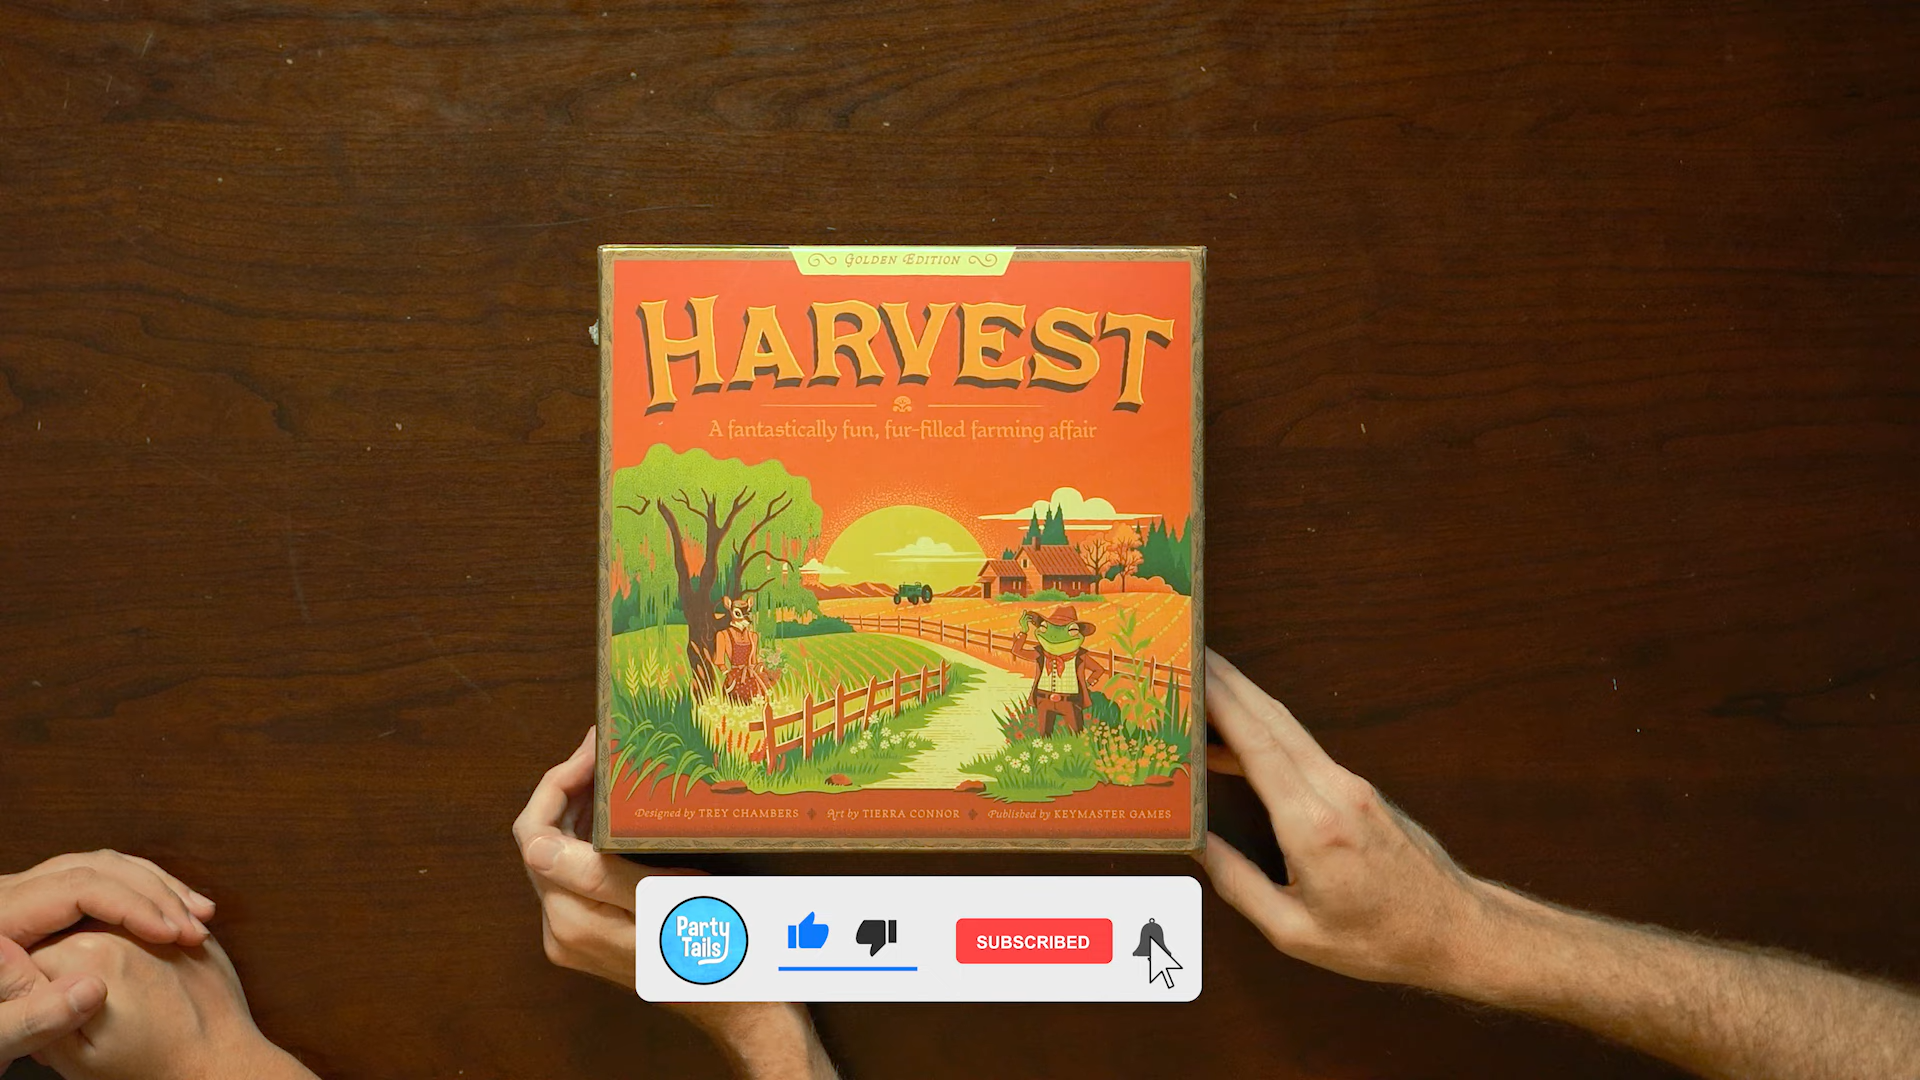 GOLDEN EDITION
HARVEST
A fantastically fun, fur-filled farming affair
Designed by TREY CHAMBERS Art by TIERRA CONNOR Published by KEYMASTER GAMES
Party
Tails
SUBSCRIBED